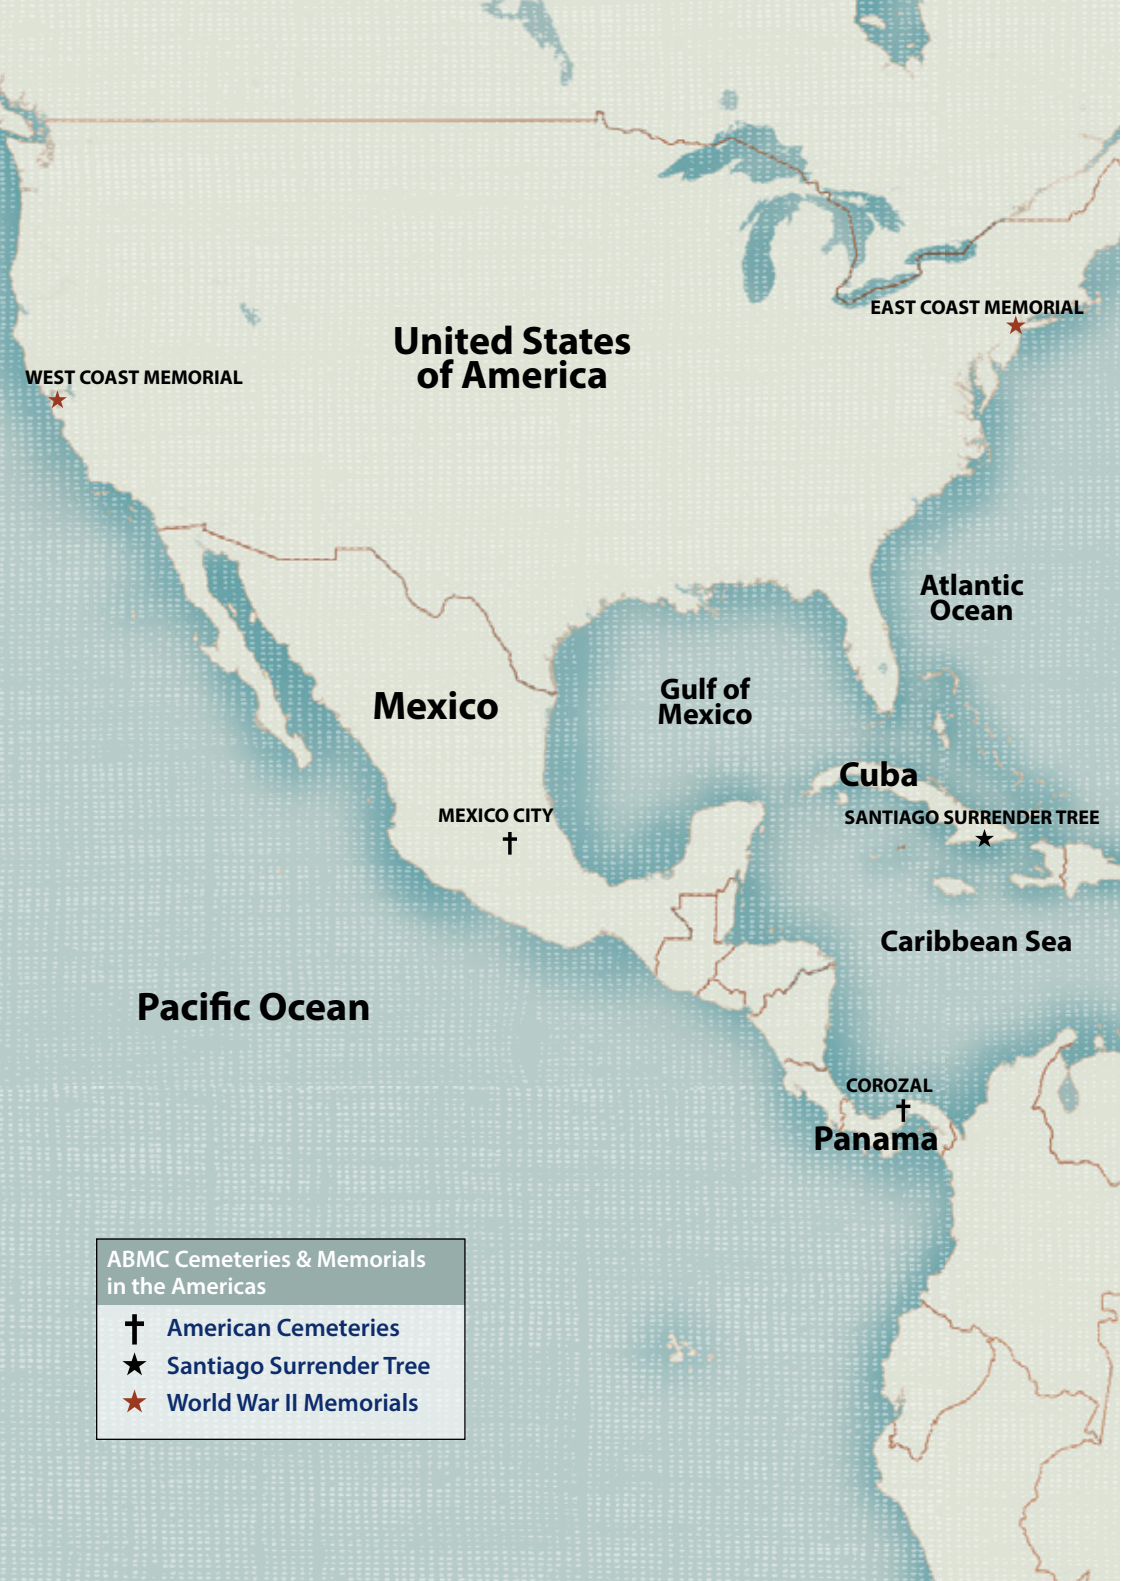 EAST COAST MEMORIAL
United States
of America
WEST COAST MEMORIAL
Atlantic
Ocean
Gulf of
Mexico
Mexico
Cuba
MEXICO CITY
SANTIAGO SURRENDER TREE
Caribbean Sea
Pacific Ocean
COROZAL
Panama
ABMC Cemeteries & Memorials
in the Americas
American Cemeteries
Santiago Surrender Tree
World War II Memorials